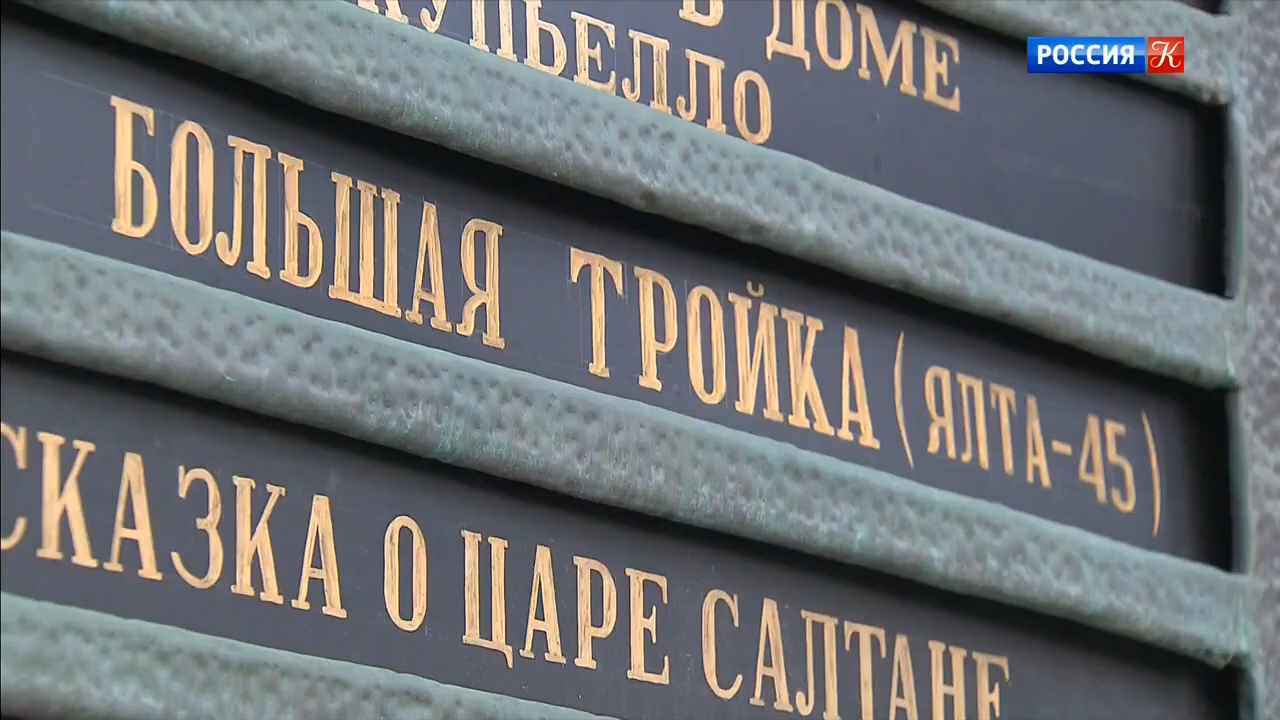 В ДОМЕ
КУПЬЕЛЛО
РОССИЯ К
БОЛЬШАЯ ТРОЙКА (ЯЛТА-45)
СКАЗКА О ЦАРЕ САЛТАНЕ